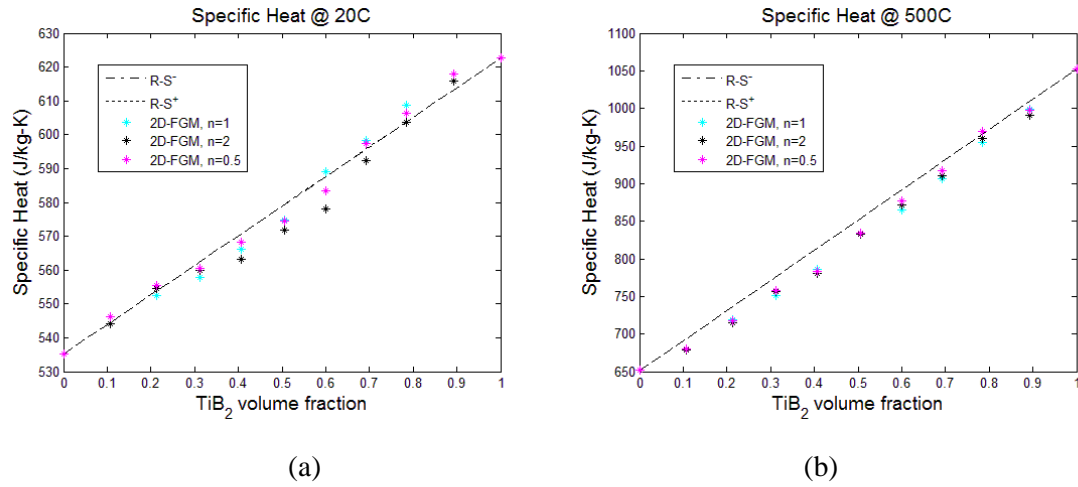 Specific Heat @ 20C
630
620
610
600
590
580
570
560
550
540
530
Specific Heat (J/kg-K)
R-S⁻
R-S⁺
2D-FGM, n=1
2D-FGM, n=2
2D-FGM, n=0.5
0 0.1 0.2 0.3 0.4 0.5 0.6 0.7 0.8 0.9 1
TiB₂ volume fraction
(a)
Specific Heat @ 500C
1100
1050
1000
950
900
850
800
750
700
650
Specific Heat (J/kg-K)
R-S⁻
R-S⁺
2D-FGM, n=1
2D-FGM, n=2
2D-FGM, n=0.5
0 0.1 0.2 0.3 0.4 0.5 0.6 0.7 0.8 0.9 1
TiB₂ volume fraction
(b)